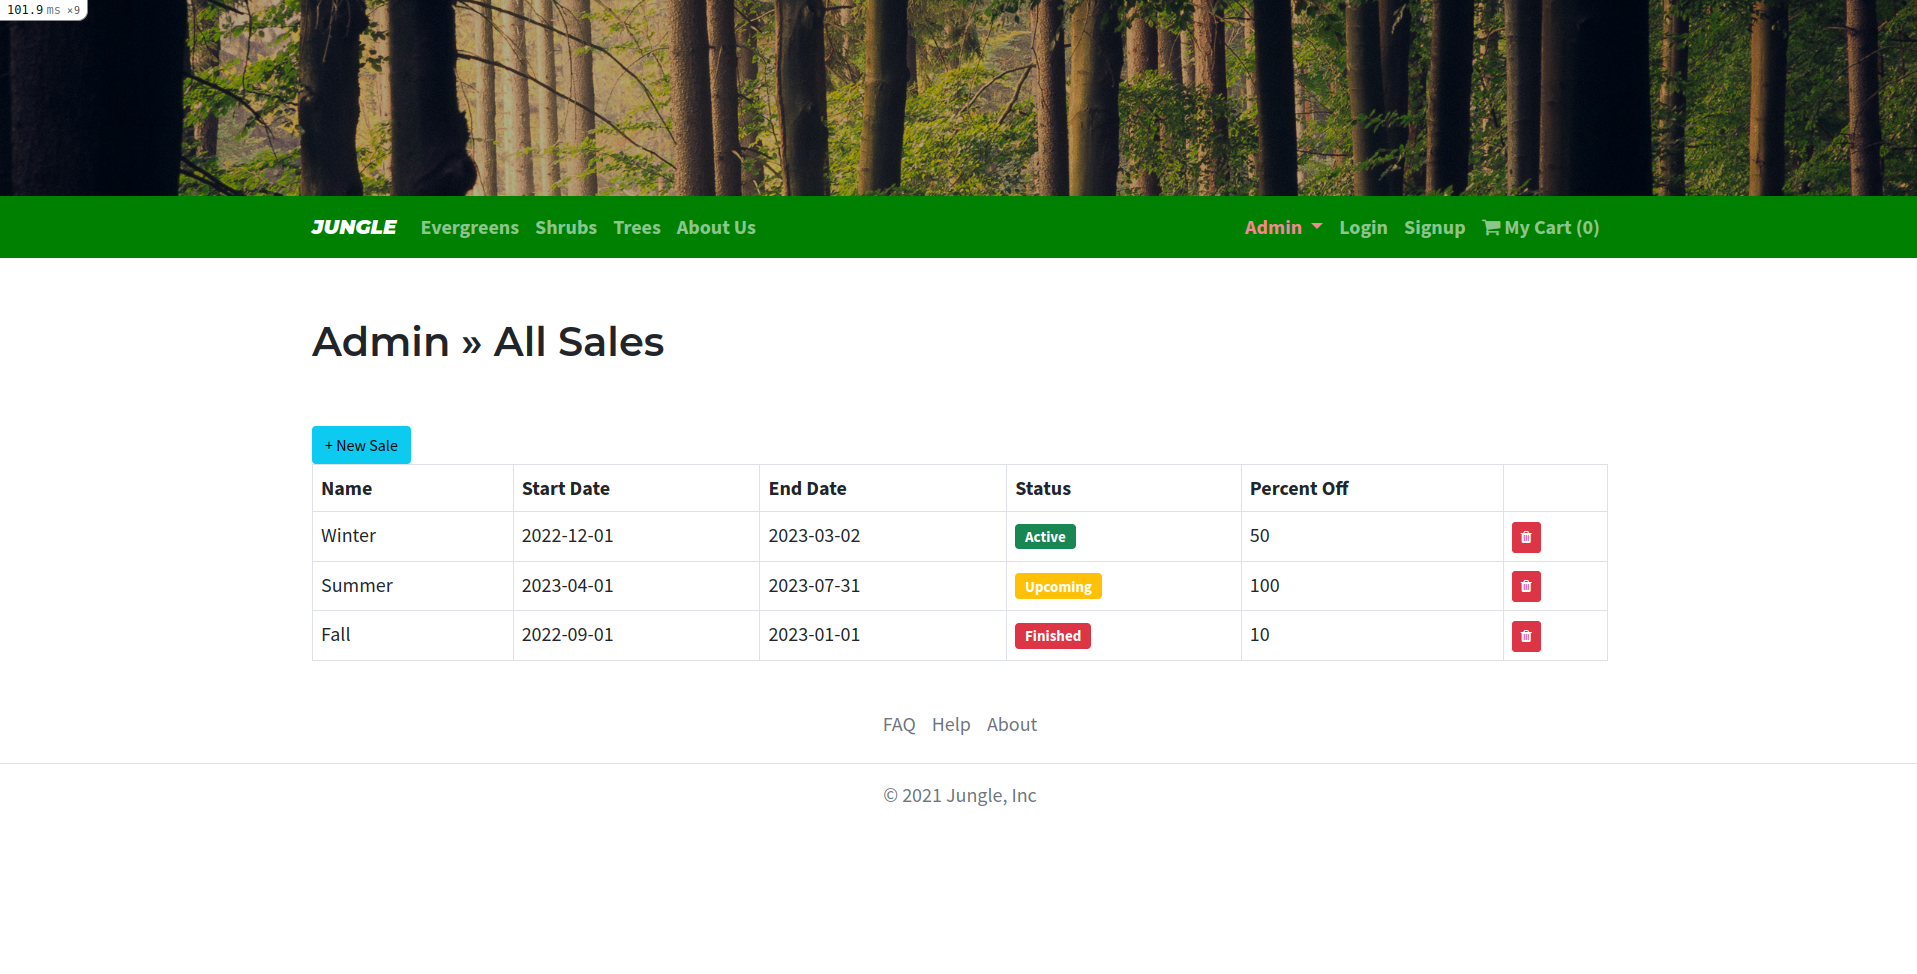 101.9 ms ×9
JUNGLE Evergreens Shrubs Trees About Us Admin Login Signup My Cart (0)
Admin » All Sales
+ New Sale
Name Start Date End Date Status Percent Off
Winter 2022-12-01 2023-03-02 Active 50
Summer 2023-04-01 2023-07-31 Upcoming 100
Fall 2022-09-01 2023-01-01 Finished 10
FAQ Help About
© 2021 Jungle, Inc